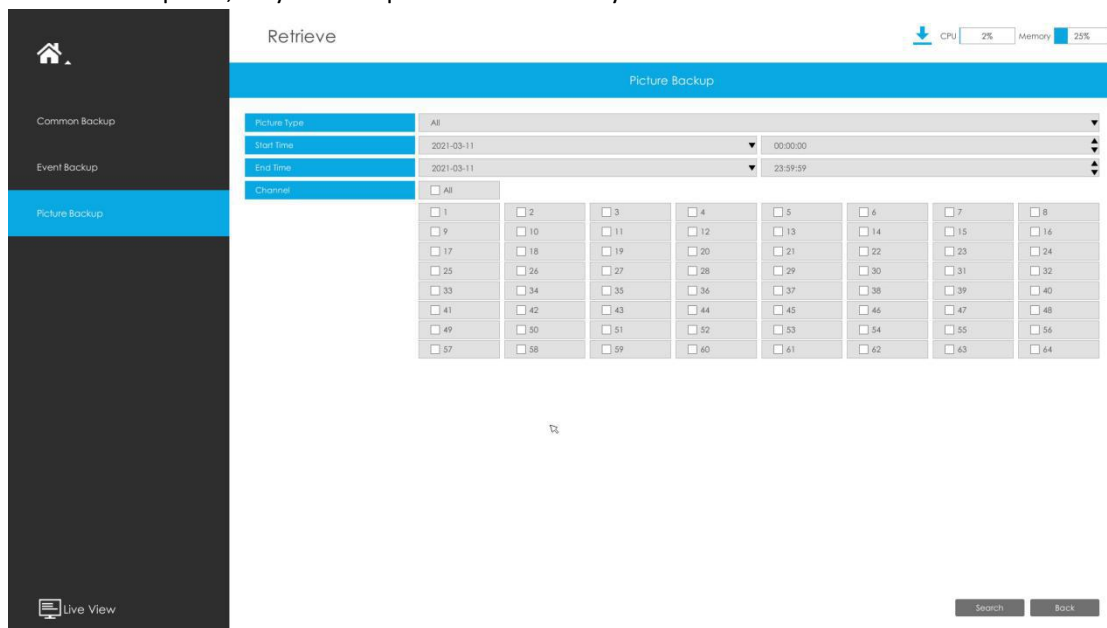 Retrieve
CPU 2% Memory 25%
Picture Backup
Common Backup
Event Backup
Picture Backup
Picture Type All
Start Time 2021-03-11 00:00:00
End Time 2021-03-11 23:59:59
Channel All
1 2 3 4 5 6 7 8
9 10 11 12 13 14 15 16
17 18 19 20 21 22 23 24
25 26 27 28 29 30 31 32
33 34 35 36 37 38 39 40
41 42 43 44 45 46 47 48
49 50 51 52 53 54 55 56
57 58 59 60 61 62 63 64
Live View
Search Back